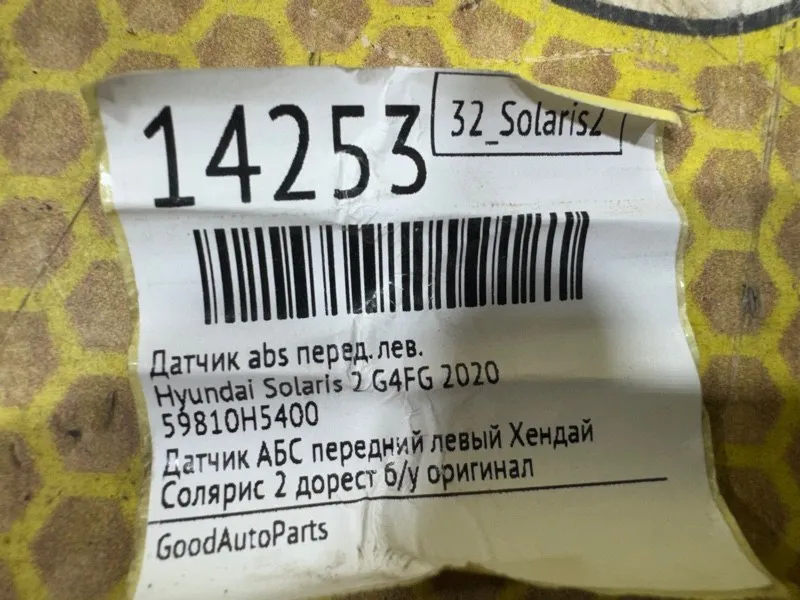 14253
32_Solaris2
Датчик abs перед.лев.
Hyundai Solaris 2 G4FG 2020
59810H5400
Датчик АБС передний левый Хендай
Солярис 2 дорест б/у оригинал
GoodAutoParts